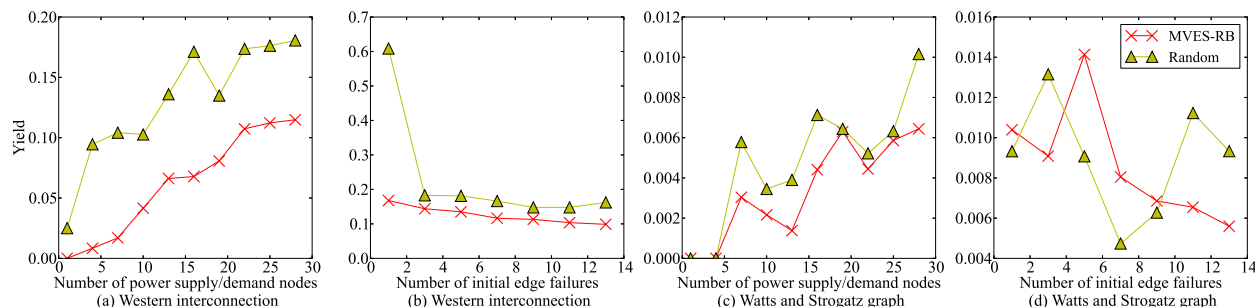 Yield
0.20
0.15
0.10
0.05
0.00
0 5 10 15 20 25 30
Number of power supply/demand nodes
(a) Western interconnection
0.7
0.6
0.5
0.4
0.3
0.2
0.1
0.0
0 2 4 6 8 10 12 14
Number of initial edge failures
(b) Western interconnection
0.012
0.010
0.008
0.006
0.004
0.002
0.000
0 5 10 15 20 25 30
Number of power supply/demand nodes
(c) Watts and Strogatz graph
0.016
0.014
0.012
0.010
0.008
0.006
0.004
0 2 4 6 8 10 12 14
Number of initial edge failures
(d) Watts and Strogatz graph
MVES-RB
Random